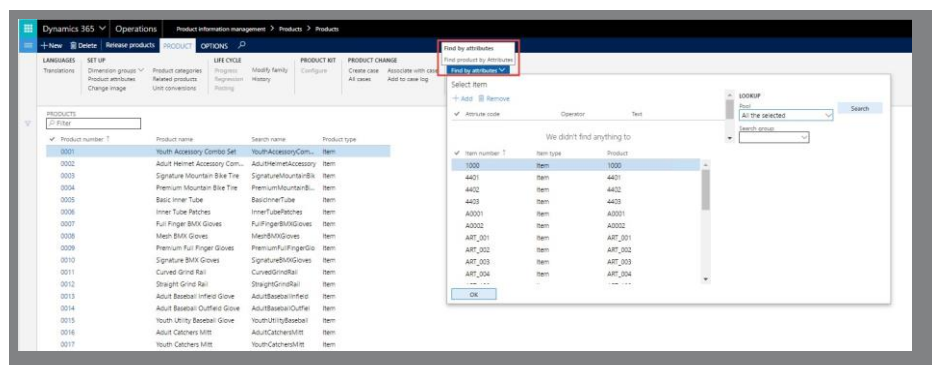 Dynamics 365 Operations Product information management > Products > Products
+ New Delete Release products PRODUCT OPTIONS
LANGUAGES SET UP LIFE CYCLE PRODUCT KIT PRODUCT CHANGE
Translations Dimension groups Product categories Progress Modify family Configure Create case Associate with case
Product attributes Related products Regression History All cases Add to case log
Change image Unit conversions Posting
Find by attributes
Find product by Attributes
Find by attributes
PRODUCTS
Filter
Product number Product name Search name Product type
0001 Youth Accessory Combo Set YouthAccessoryCom... Item
0002 Adult Helmet Accessory Com... AdultHelmetAccessory Item
0003 Signature Mountain Bike Tire SignatureMountainBik Item
0004 Premium Mountain Bike Tire PremiumMountainBi... Item
0005 Basic Inner Tube BasicInnerTube Item
0006 Inner Tube Patches InnerTubePatches Item
0007 Full Finger BMX Gloves FullFingerBMXGloves Item
0008 Mesh BMX Gloves MeshBMXGloves Item
0009 Premium Full Finger Gloves PremiumFullFingerGlo Item
0010 Signature BMX Gloves SignatureBMXGloves Item
0011 Curved Grind Rail CurvedGrindRail Item
0012 Straight Grind Rail StraightGrindRail Item
0013 Adult Baseball Infield Glove AdultBaseballInfield Item
0014 Adult Baseball Outfield Glove AdultBaseballOutfiel Item
0015 Youth Utility Baseball Glove YouthUtilityBaseball Item
0016 Adult Catchers Mitt AdultCatchersMitt Item
0017 Youth Catchers Mitt YouthCatchersMitt Item
Select item
+ Add Remove
Attribute code Operator Text
We didn't find anything to
Item number Item type Product
1000 Item 1000
4401 Item 4401
4402 Item 4402
4403 Item 4403
A0001 Item A0001
A0002 Item A0002
ART_001 Item ART_001
ART_002 Item ART_002
ART_003 Item ART_003
ART_004 Item ART_004
OK
LOOKUP
Pool
All the selected
Search group
Search